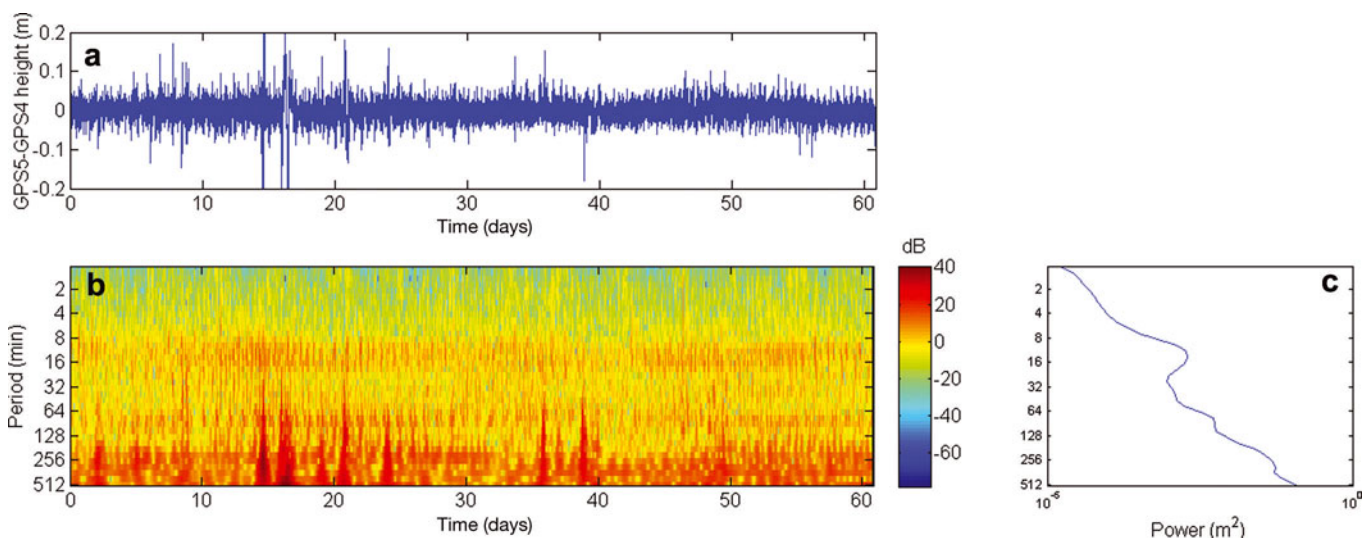 a
GPS5-GPS4 height (m)
0.2
0.1
0
-0.1
-0.2
0 10 20 30 40 50 60
Time (days)
b
Period (min)
2
4
8
16
32
64
128
256
512
0 10 20 30 40 50 60
Time (days)
dB
40
20
0
-20
-40
-60
c
2
4
8
16
32
64
128
256
512
10⁻⁵
Power (m²)